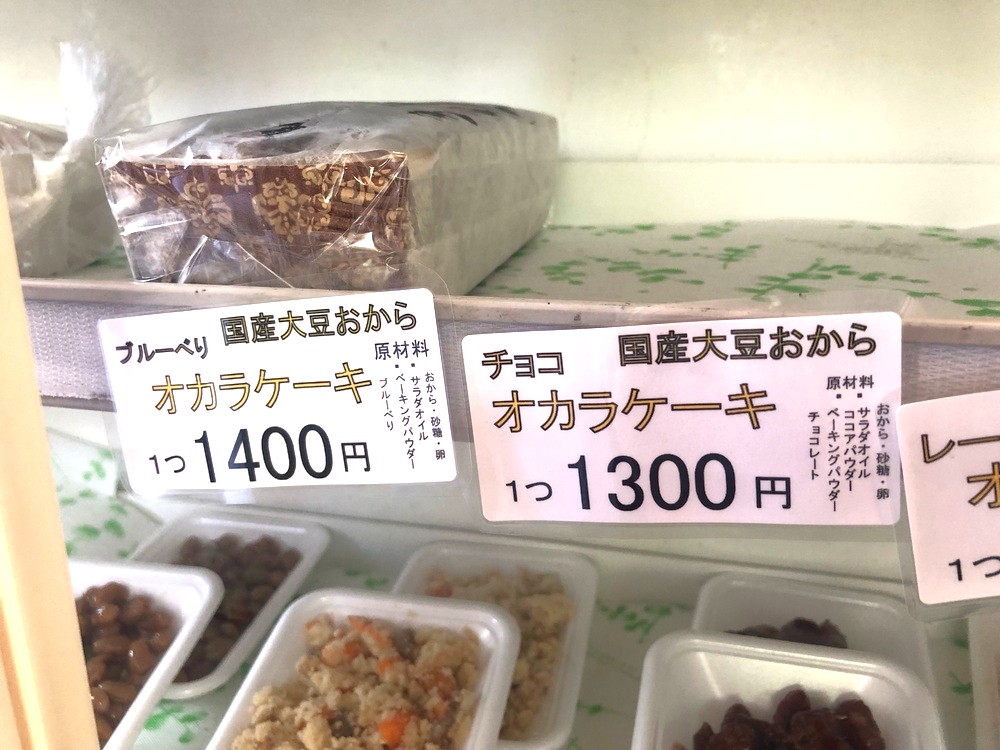 国産大豆おから
ブルーベリ
オカラケーキ
1つ1400円
原材料
おから・砂糖・卵
・サラダオイル
・ベーキングパウダー
ブルーベリ
国産大豆おから
チョコ
オカラケーキ
1つ1300円
原材料
おから・砂糖・卵
・サラダオイル
ココアパウダー
・ベーキングパウダー
チョコレート
レー
オ
1つ